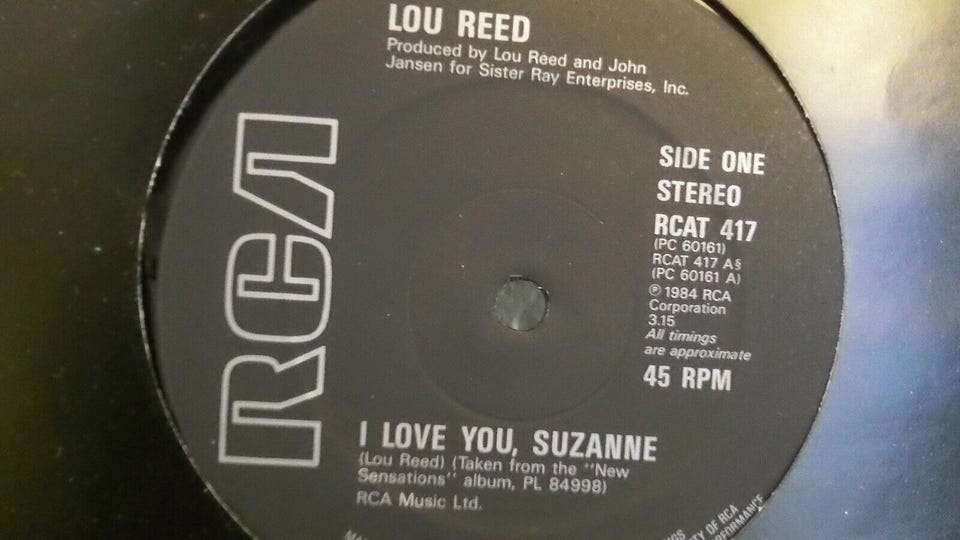 LOU REED
Produced by Lou Reed and John
Jansen for Sister Ray Enterprises, Inc.
RCA
SIDE ONE
STEREO
RCAT 417
(PC 60161)
RCAT 417 A§
(PC 60161 A)
℗ 1984 RCA
Corporation
3.15
All timings
are approximate
45 RPM
I LOVE YOU, SUZANNE
(Lou Reed) (Taken from the "New
Sensations" album, PL 84998)
RCA Music Ltd.
OF RCA